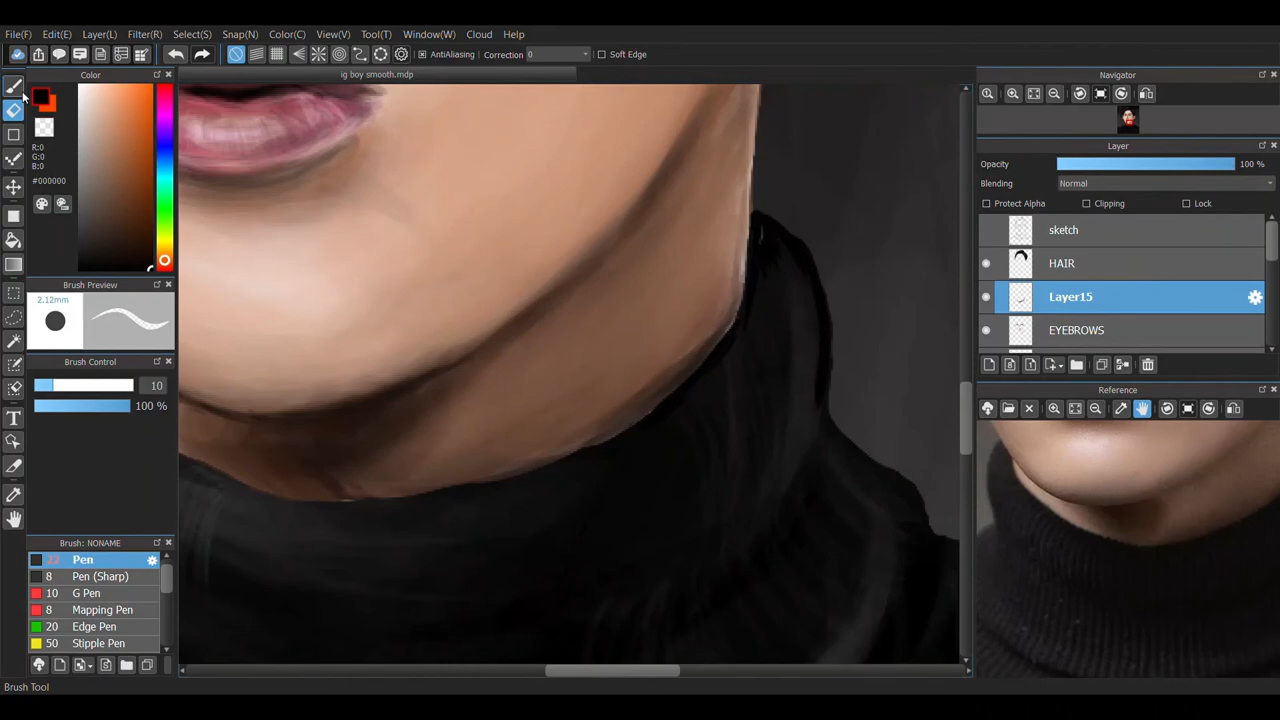 File(F) Edit(E) Layer(L) Filter(R) Select(S) Snap(N) Color(C) View(V) Tool(T) Window(W) Cloud Help
AntiAliasing Correction 0 Soft Edge
Color
ig boy smooth.mdp
Navigator
R:0
G:0
B:0
#000000
Layer
Opacity 100 %
Blending Normal
Protect Alpha Clipping Lock
sketch
HAIR
Layer15
EYEBROWS
Brush Preview
2.12mm
Brush Control
10
100 %
Reference
Brush: NONAME
22 Pen
8 Pen (Sharp)
10 G Pen
8 Mapping Pen
20 Edge Pen
50 Stipple Pen
Brush Tool